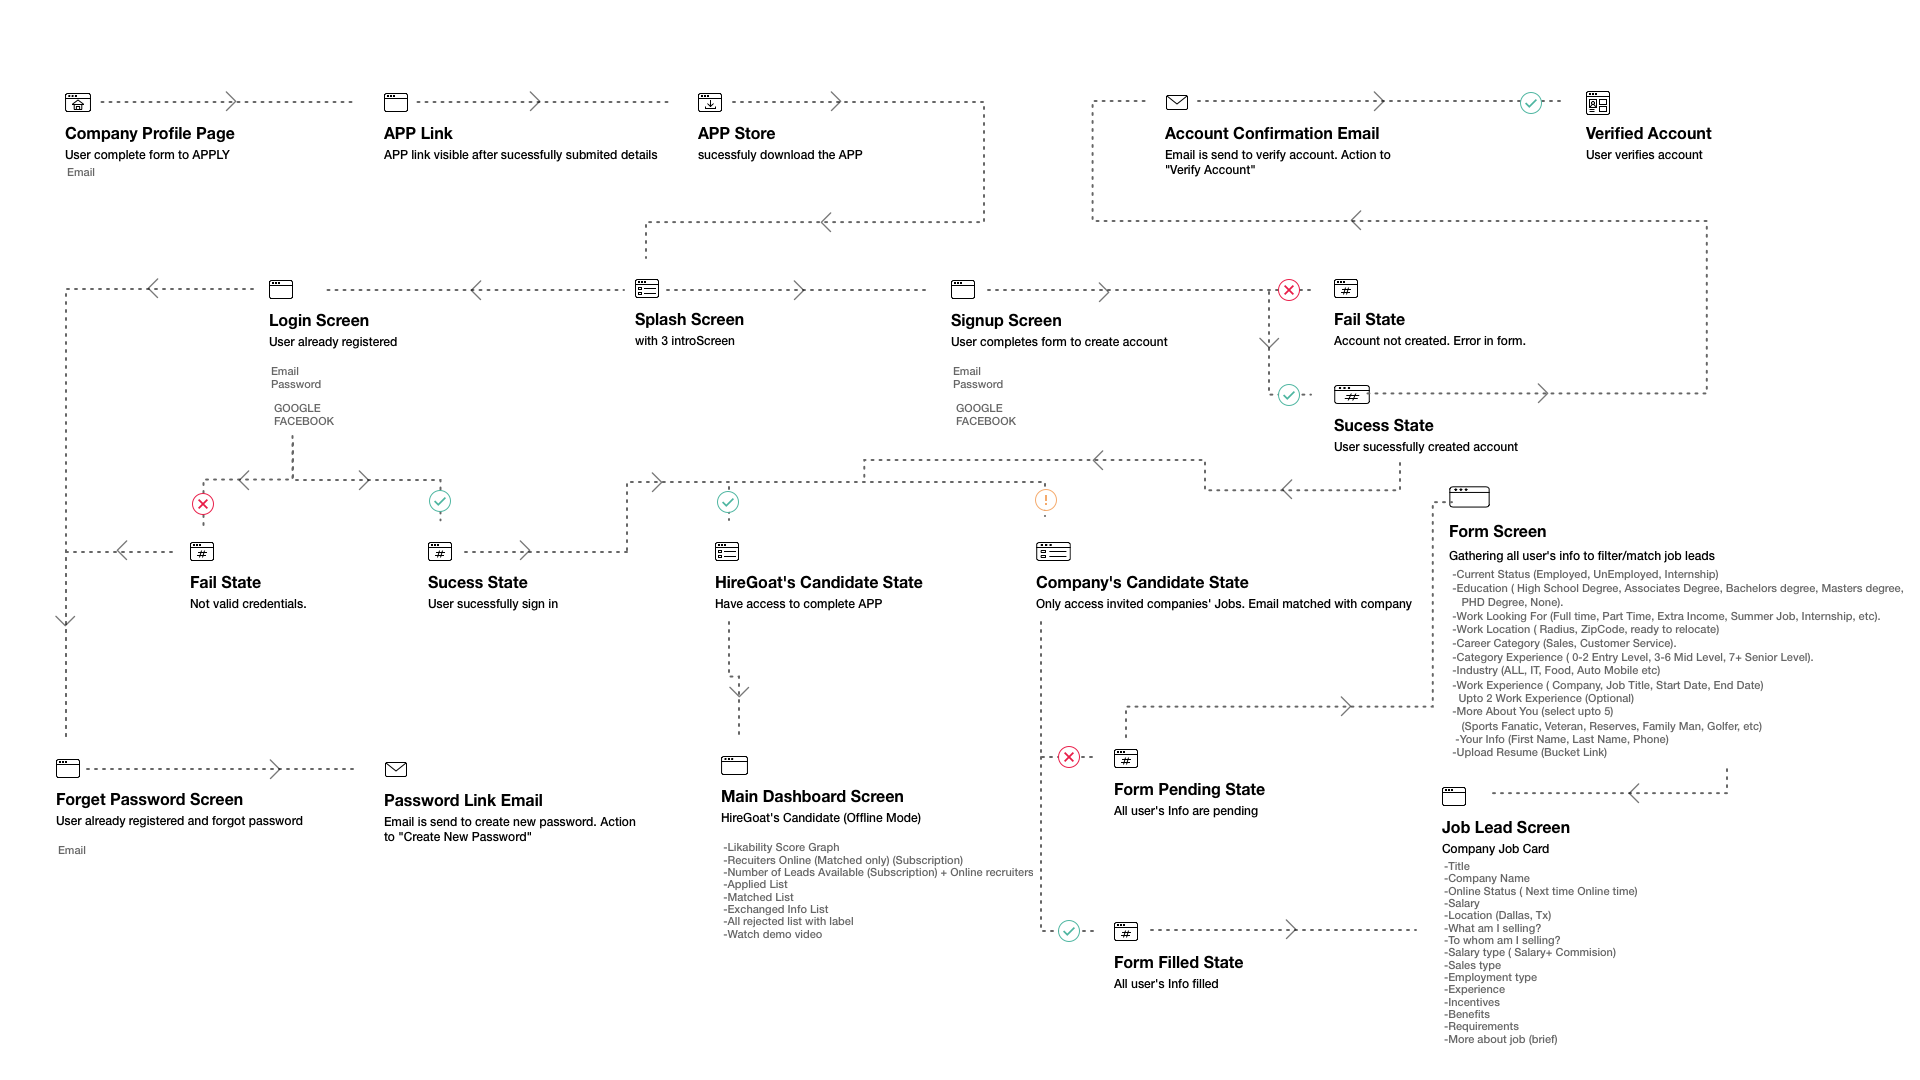 Company Profile Page
User complete form to APPLY
Email
APP Link
APP link visible after sucessfully submited details
APP Store
sucessfuly download the APP
Account Confirmation Email
Email is send to verify account. Action to
"Verify Account"
Verified Account
User verifies account
Login Screen
User already registered
Email
Password
GOOGLE
FACEBOOK
Splash Screen
with 3 introScreen
Signup Screen
User completes form to create account
Email
Password
GOOGLE
FACEBOOK
#
Fail State
Account not created. Error in form.
#
Sucess State
User sucessfully created account
#
Fail State
Not valid credentials.
#
Sucess State
User sucessfully sign in
HireGoat's Candidate State
Have access to complete APP
Company's Candidate State
Only access invited companies' Jobs. Email matched with company
Form Screen
Gathering all user's info to filter/match job leads
-Current Status (Employed, UnEmployed, Internship)
-Education ( High School Degree, Associates Degree, Bachelors degree, Masters degree,
PHD Degree, None).
-Work Looking For (Full time, Part Time, Extra Income, Summer Job, Internship, etc).
-Work Location ( Radius, ZipCode, ready to relocate)
-Career Category (Sales, Customer Service).
-Category Experience ( 0-2 Entry Level, 3-6 Mid Level, 7+ Senior Level).
-Industry (ALL, IT, Food, Auto Mobile etc)
-Work Experience ( Company, Job Title, Start Date, End Date)
Upto 2 Work Experience (Optional)
-More About You (select upto 5)
(Sports Fanatic, Veteran, Reserves, Family Man, Golfer, etc)
-Your Info (First Name, Last Name, Phone)
-Upload Resume (Bucket Link)
Forget Password Screen
User already registered and forgot password
Email
Password Link Email
Email is send to create new password. Action
to "Create New Password"
Main Dashboard Screen
HireGoat's Candidate (Offline Mode)
-Likability Score Graph
-Recuiters Online (Matched only) (Subscription)
-Number of Leads Available (Subscription) + Online recruiters
-Applied List
-Matched List
-Exchanged Info List
-All rejected list with label
-Watch demo video
#
Form Pending State
All user's Info are pending
#
Form Filled State
All user's Info filled
Job Lead Screen
Company Job Card
-Title
-Company Name
-Online Status ( Next time Online time)
-Salary
-Location (Dallas, Tx)
-What am I selling?
-To whom am I selling?
-Salary type ( Salary+ Commision)
-Sales type
-Employment type
-Experience
-Incentives
-Benefits
-Requirements
-More about job (brief)